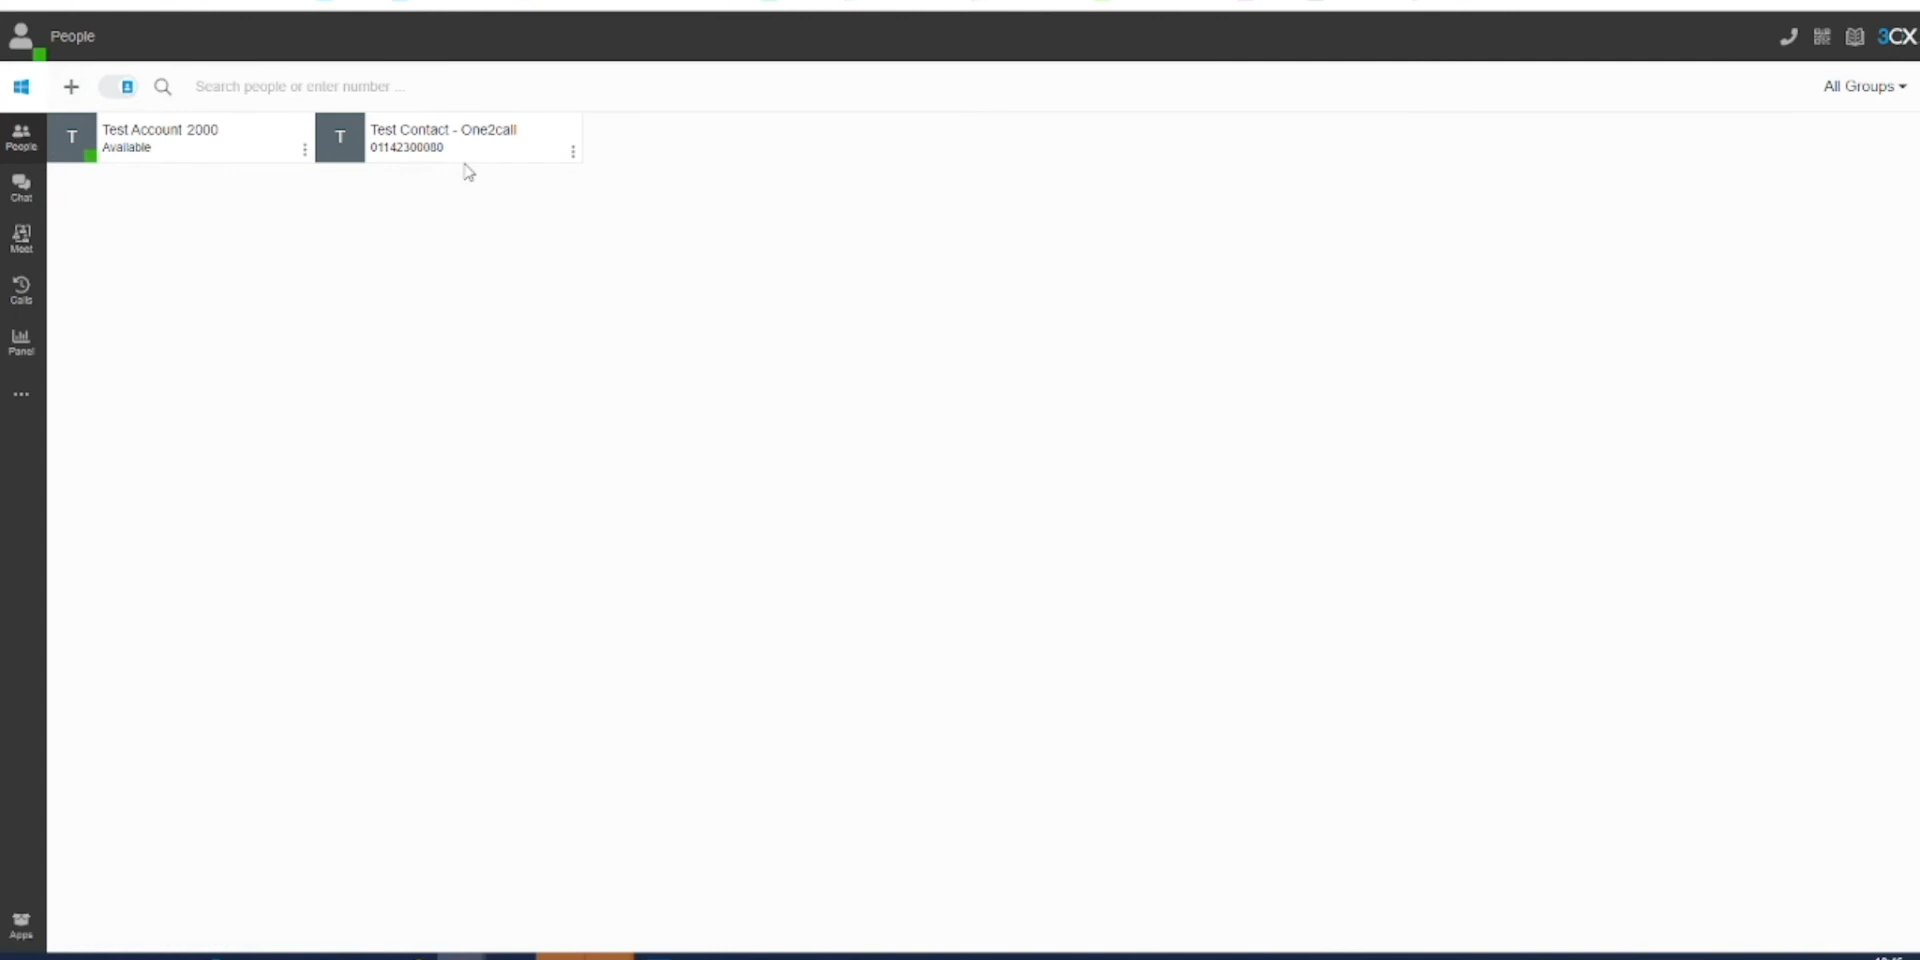 People
3CX
Search people or enter number ...
All Groups
T
Test Account 2000
Available
T
Test Contact - One2call
01142300080
People
Chat
Meet
Calls
Panel
Apps